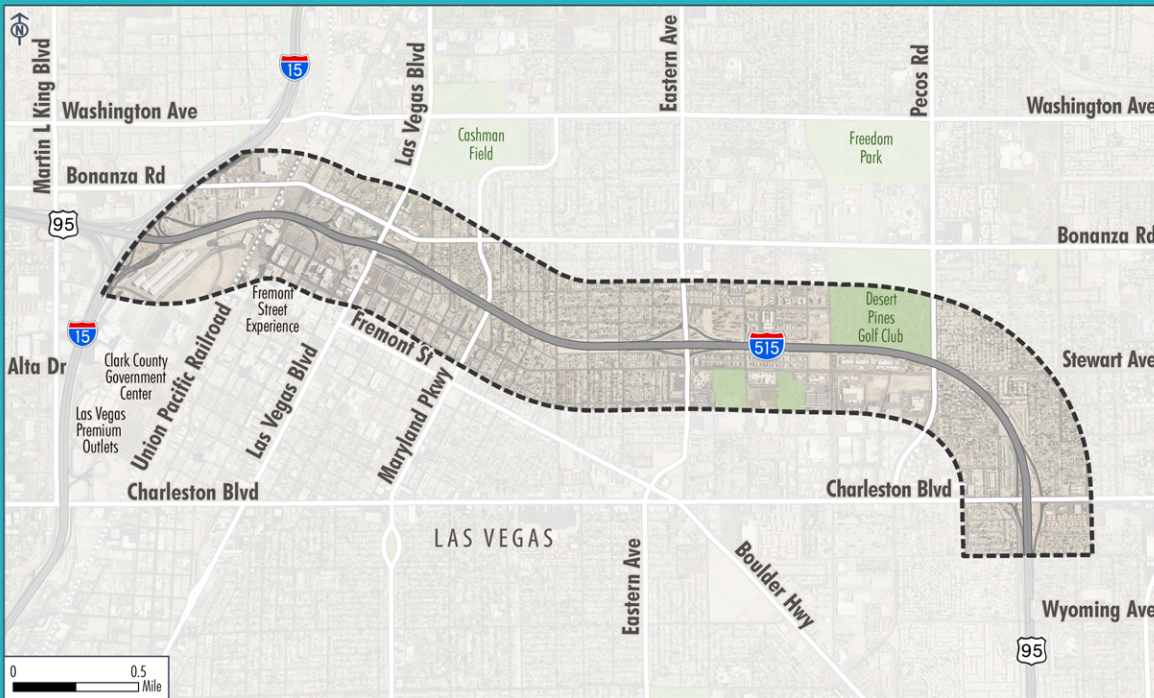 N
Martin L King Blvd
15
Las Vegas Blvd
Eastern Ave
Pecos Rd
Washington Ave
Washington Ave
Cashman
Field
Freedom
Park
Bonanza Rd
95
Bonanza Rd
Fremont
Street
Experience
Desert
Pines
Golf Club
15
Fremont St
515
Alta Dr
Clark County
Government
Center
Stewart Ave
Las Vegas
Premium
Outlets
Union Pacific Railroad
Las Vegas Blvd
Maryland Pkwy
Charleston Blvd
Charleston Blvd
LAS VEGAS
Eastern Ave
Boulder Hwy
Wyoming Ave
95
0 0.5
Mile